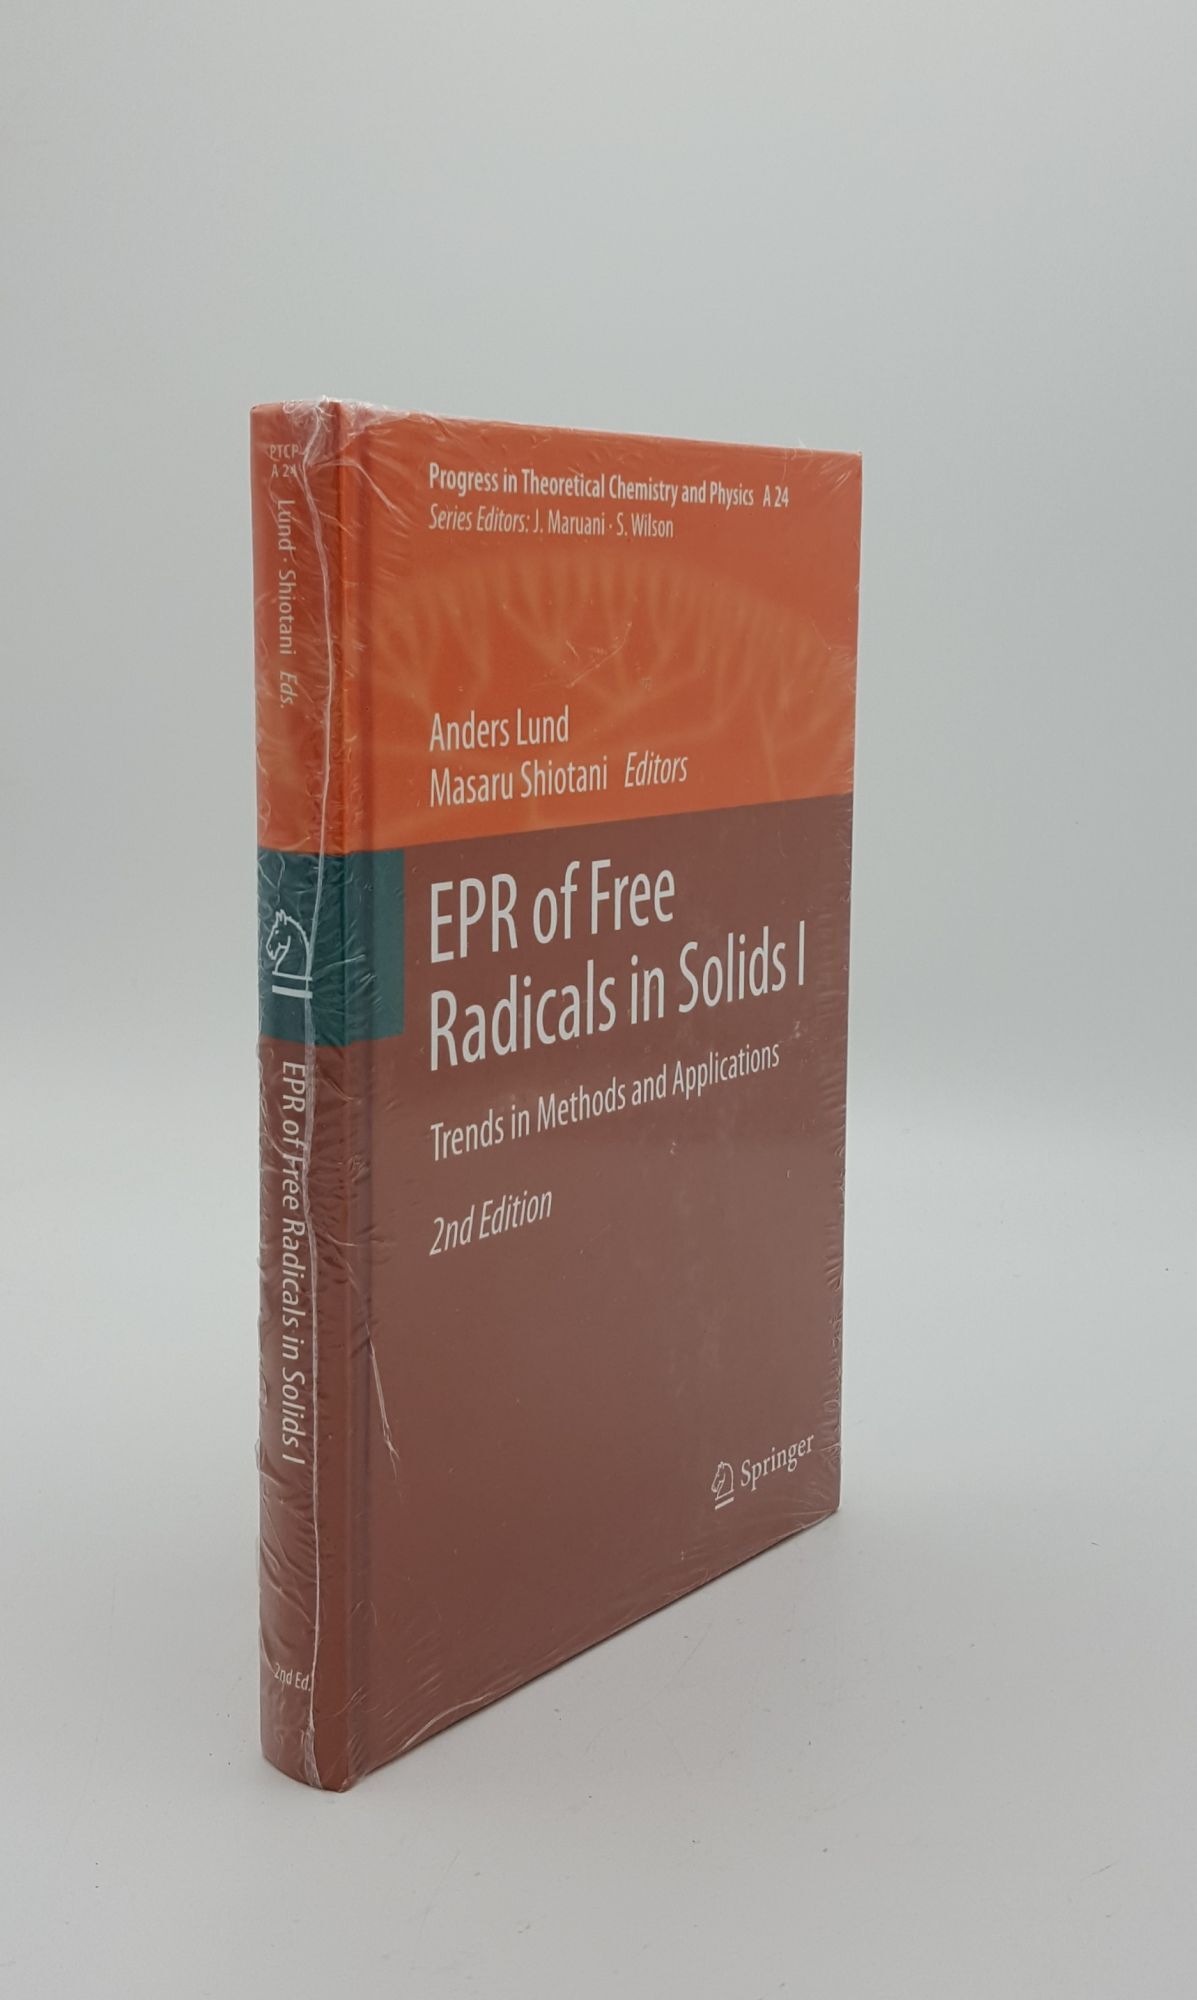 PTCP
A 24
Lund · Shiotani Eds.
EPR of Free Radicals in Solids I
2nd Ed.
Progress in Theoretical Chemistry and Physics A 24
Series Editors: J. Maruani · S. Wilson
Anders Lund
Masaru Shiotani Editors
EPR of Free
Radicals in Solids I
Trends in Methods and Applications
2nd Edition
Springer